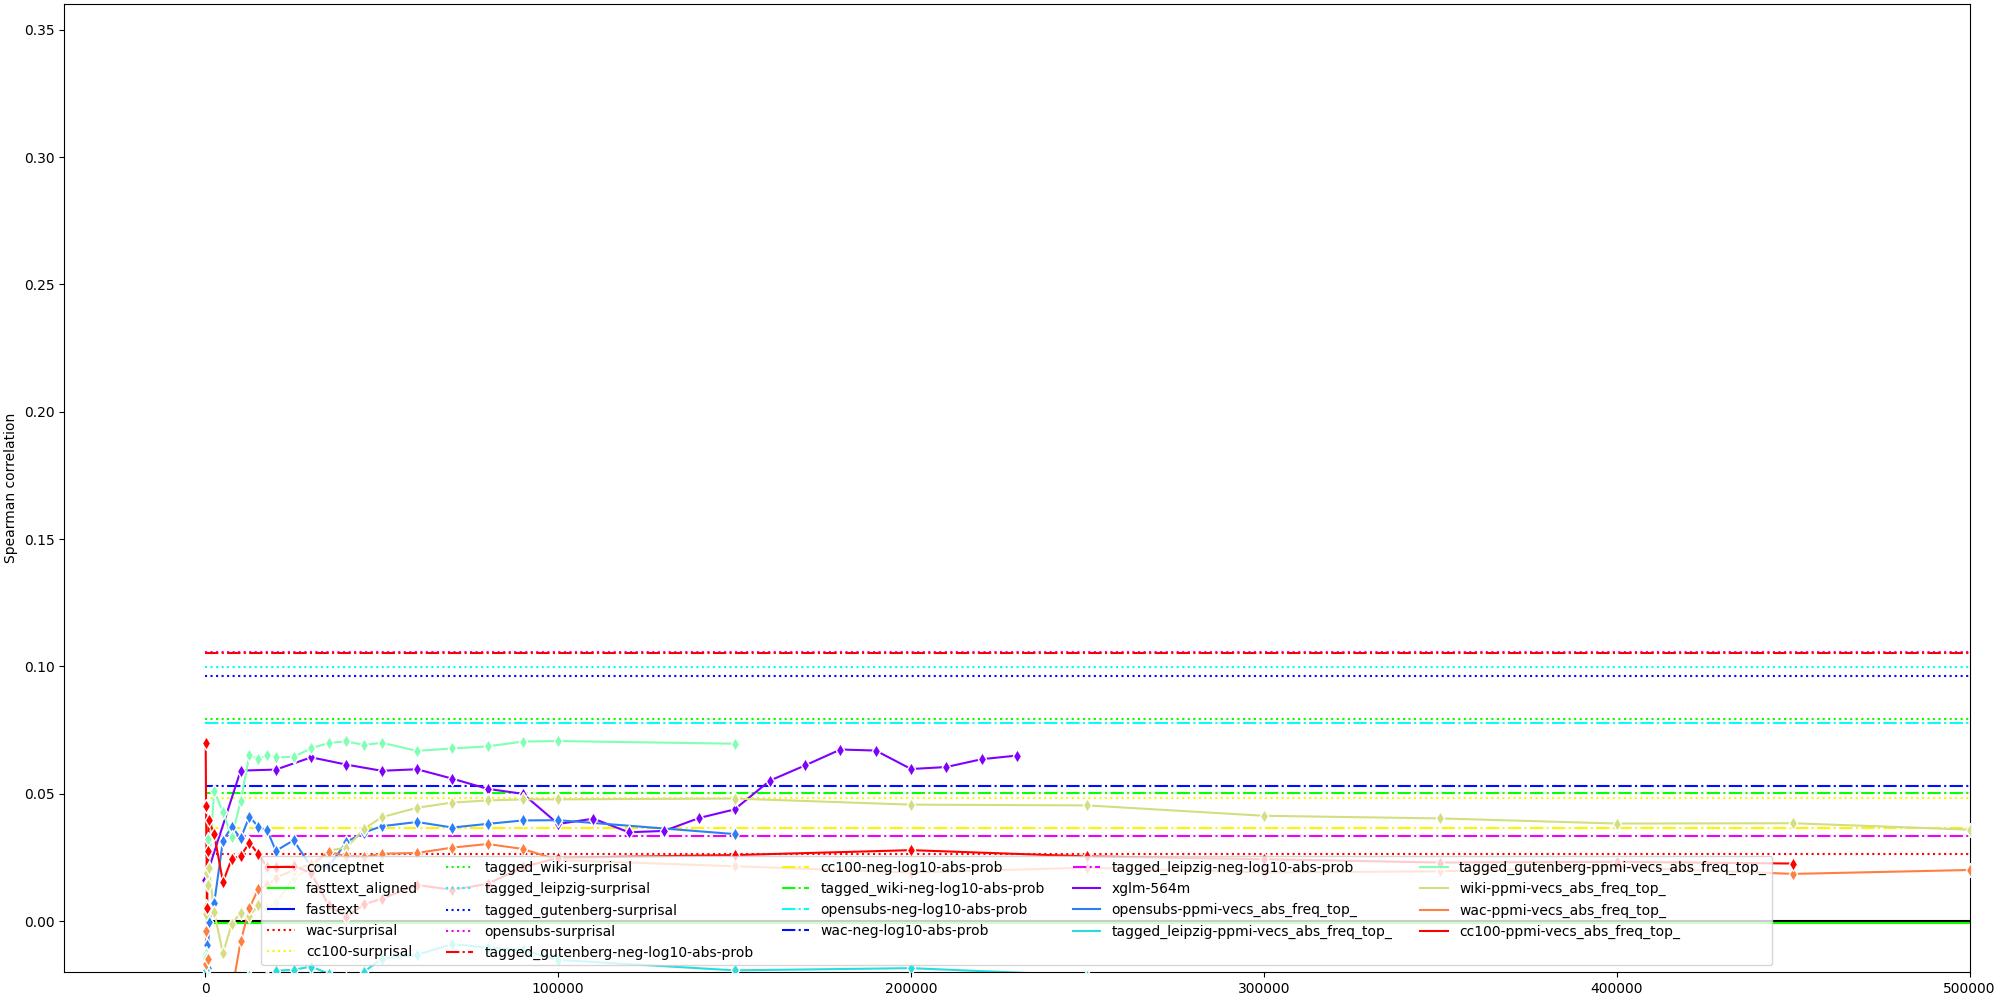 0.35
0.30
0.25
0.20
0.15
0.10
0.05
0.00
Spearman correlation
conceptnet
fasttext_aligned
fasttext
wac-surprisal
cc100-surprisal
tagged_wiki-surprisal
tagged_leipzig-surprisal
tagged_gutenberg-surprisal
opensubs-surprisal
tagged_gutenberg-neg-log10-abs-prob
cc100-neg-log10-abs-prob
tagged_wiki-neg-log10-abs-prob
opensubs-neg-log10-abs-prob
wac-neg-log10-abs-prob
tagged_leipzig-neg-log10-abs-prob
xglm-564m
opensubs-ppmi-vecs_abs_freq_top_
tagged_leipzig-ppmi-vecs_abs_freq_top_
tagged_gutenberg-ppmi-vecs_abs_freq_top_
wiki-ppmi-vecs_abs_freq_top_
wac-ppmi-vecs_abs_freq_top_
cc100-ppmi-vecs_abs_freq_top_
0 100000 200000 300000 400000 500000